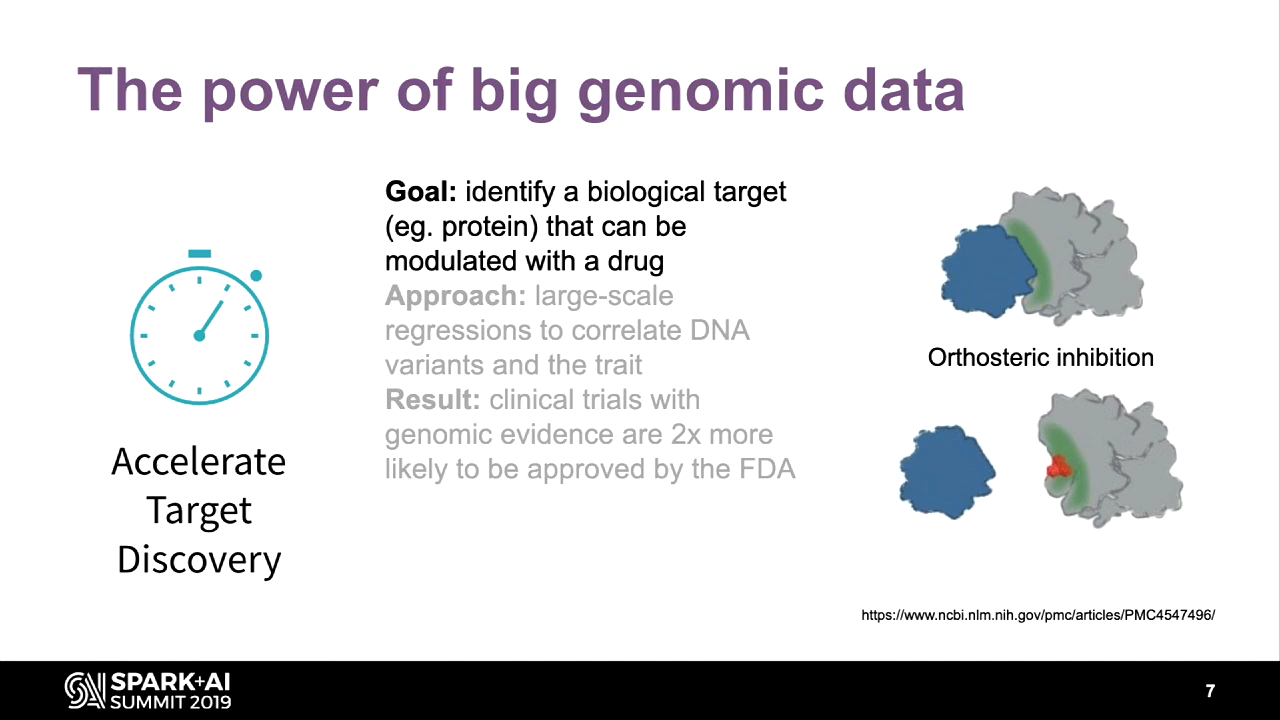 The power of big genomic data
Goal: identify a biological target
(eg. protein) that can be
modulated with a drug
Approach: large-scale
regressions to correlate DNA
variants and the trait
Result: clinical trials with
genomic evidence are 2x more
likely to be approved by the FDA
Accelerate
Target
Discovery
Orthosteric inhibition
https://www.ncbi.nlm.nih.gov/pmc/articles/PMC4547496/
SPARK+AI
SUMMIT 2019
7